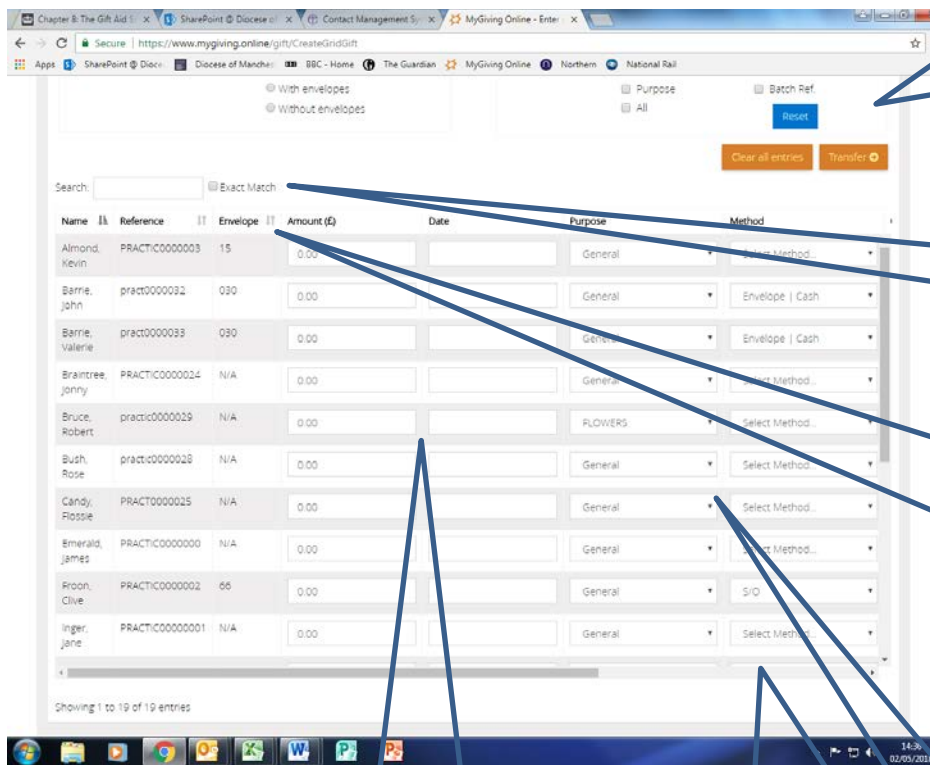 Chapter 8: The Gift Aid S
SharePoint @ Diocese of
Contact Management Sy
MyGiving Online - Enter
Secure | https://www.mygiving.online/gift/CreateGridGift
Apps SharePoint @ Dioce Diocese of Manches BBC - Home The Guardian MyGiving Online Northern National Rail
With envelopes Purpose Batch Ref.
Without envelopes All
Reset
Clear all entries Transfer
Search: Exact Match
Name Reference Envelope Amount (£) Date Purpose Method
Almond, Kevin PRACTIC0000003 15 0.00 General Select Method...
Barrie, John pract0000032 030 0.00 General Envelope | Cash
Barrie, Valerie pract0000033 030 0.00 General Envelope | Cash
Braintree, Jonny PRACTIC0000024 N/A 0.00 General Select Method...
Bruce, Robert practic0000029 N/A 0.00 FLOWERS Select Method...
Bush, Rose practic0000028 N/A 0.00 General Select Method...
Candy, Flossie PRACT0000025 N/A 0.00 General Select Method...
Emerald, James PRACTIC0000000 N/A 0.00 General Select Method...
Froon, Clive PRACTIC0000002 66 0.00 General S/O
Inger, Jane PRACTIC00000001 N/A 0.00 General Select Method...
Showing 1 to 19 of 19 entries
14:36
02/05/201